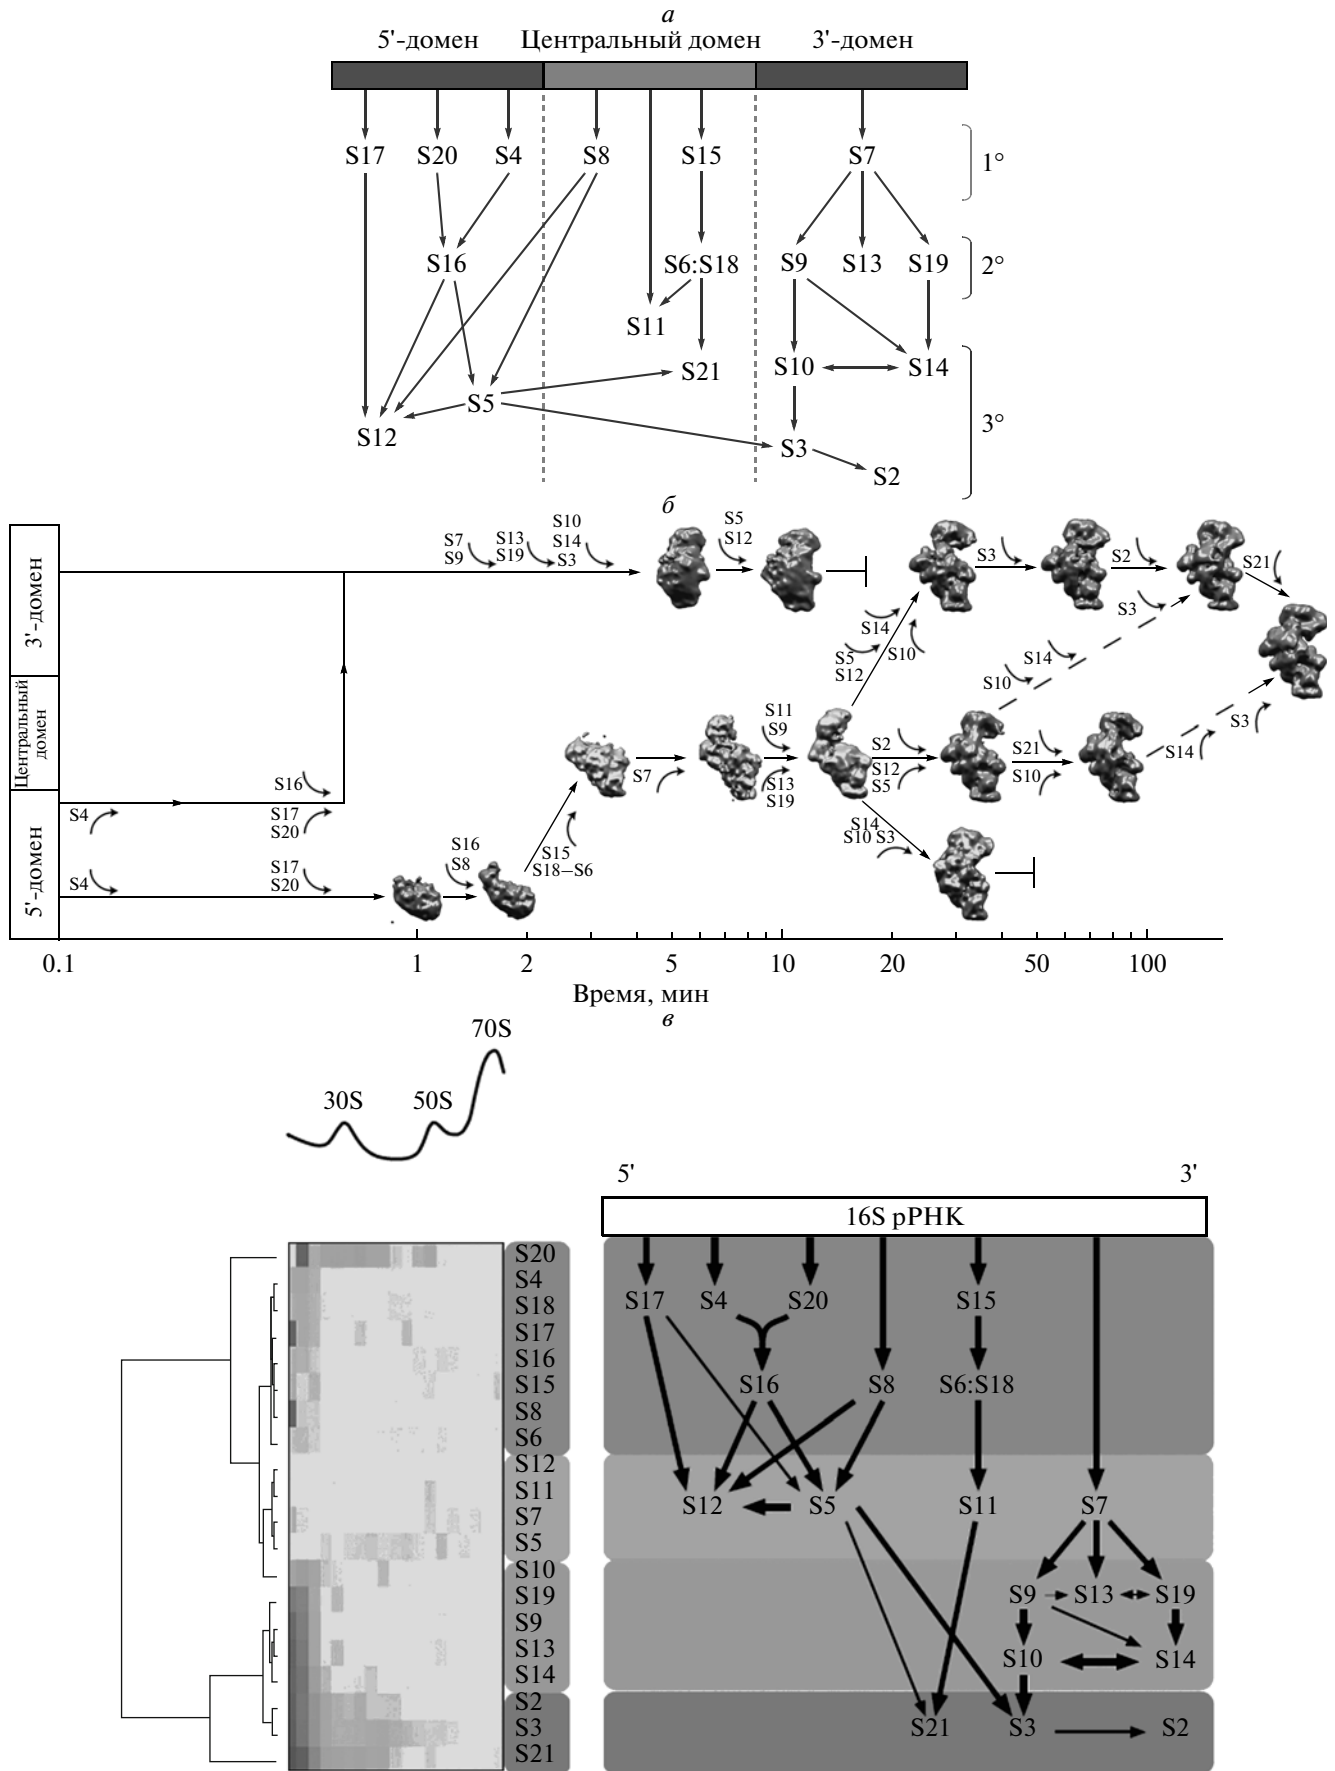 а
5'-домен Центральный домен 3'-домен
S17 S20 S4 S8 S15 S7 1°
S16 S6:S18 S9 S13 S19 2°
S11
S10 S14
S21
S5
S12
3°
S3
S2
б
3'-домен
Центральный
домен
5'-домен
S7
S9
S13
S19
S10
S14
S3
S5
S12
S3
S2
S21
S14
S10
S5
S12
S3
S14
S10
S4
S16
S17
S20
S7
S11
S9
S13
S19
S2
S12
S5
S21
S10
S14
S3
S15
S18–S6
S14
S10 S3
S4
S17
S20
S16
S8
0.1 1 2 5 10 20 50 100
Время, мин
в
70S
30S 50S
5' 3'
16S рРНК
S20
S4
S18
S17
S16
S15
S8
S6
S12
S11
S7
S5
S10
S19
S9
S13
S14
S2
S3
S21
S17 S4 S20 S15
S16 S8 S6:S18
S12 S5 S11 S7
S9 S13 S19
S10 S14
S21 S3 S2